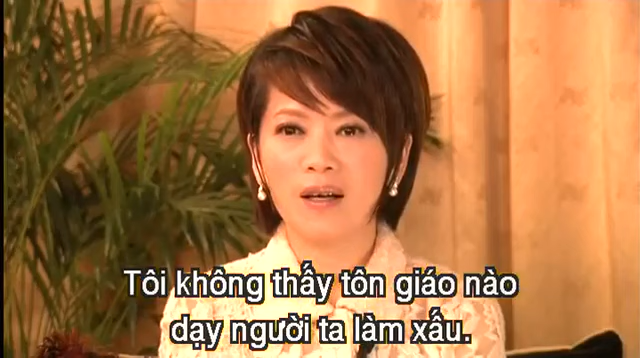 Tôi không thấy tôn giáo nào
dạy người ta làm xấu.